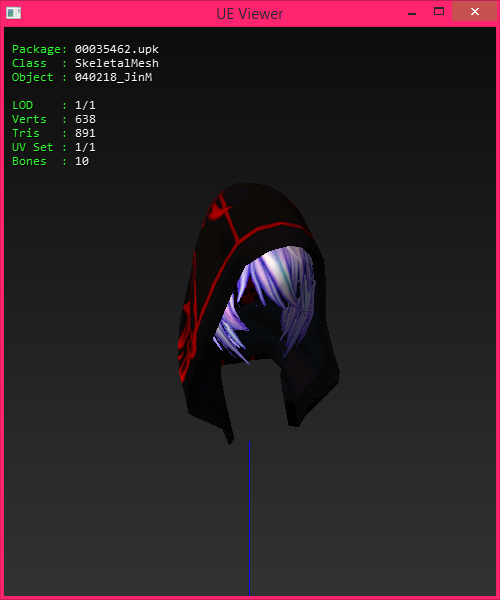 UE Viewer
Package: 00035462.upk
Class  : SkeletalMesh
Object : 040218_JinM
LOD    : 1/1
Verts  : 638
Tris   : 891
UV Set : 1/1
Bones  : 10